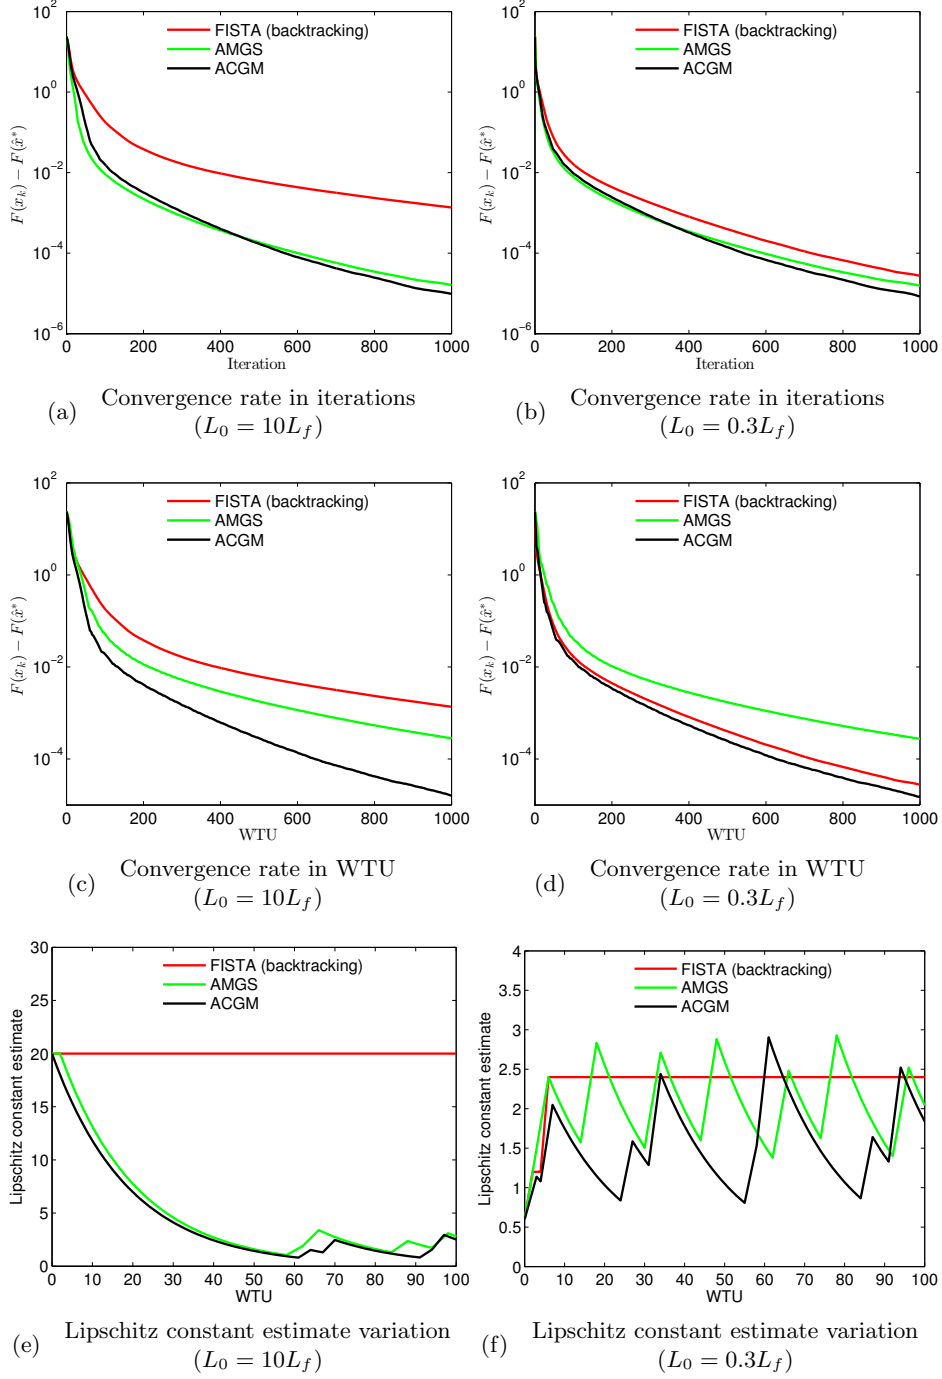 10^2
10^0
10^{-2}
10^{-4}
10^{-6}
F(x_k) − F(x̂*)
FISTA (backtracking)
AMGS
ACGM
0 200 400 600 800 1000
Iteration
(a) Convergence rate in iterations
(L_0 = 10L_f)
10^2
10^0
10^{-2}
10^{-4}
10^{-6}
F(x_k) − F(x̂*)
FISTA (backtracking)
AMGS
ACGM
0 200 400 600 800 1000
Iteration
(b) Convergence rate in iterations
(L_0 = 0.3L_f)
10^2
10^0
10^{-2}
10^{-4}
F(x_k) − F(x̂*)
FISTA (backtracking)
AMGS
ACGM
0 200 400 600 800 1000
WTU
(c) Convergence rate in WTU
(L_0 = 10L_f)
10^2
10^0
10^{-2}
10^{-4}
F(x_k) − F(x̂*)
FISTA (backtracking)
AMGS
ACGM
0 200 400 600 800 1000
WTU
(d) Convergence rate in WTU
(L_0 = 0.3L_f)
30
25
20
15
10
5
0
Lipschitz constant estimate
FISTA (backtracking)
AMGS
ACGM
0 10 20 30 40 50 60 70 80 90 100
WTU
(e) Lipschitz constant estimate variation
(L_0 = 10L_f)
4
3.5
3
2.5
2
1.5
1
0.5
0
Lipschitz constant estimate
FISTA (backtracking)
AMGS
ACGM
0 10 20 30 40 50 60 70 80 90 100
WTU
(f) Lipschitz constant estimate variation
(L_0 = 0.3L_f)